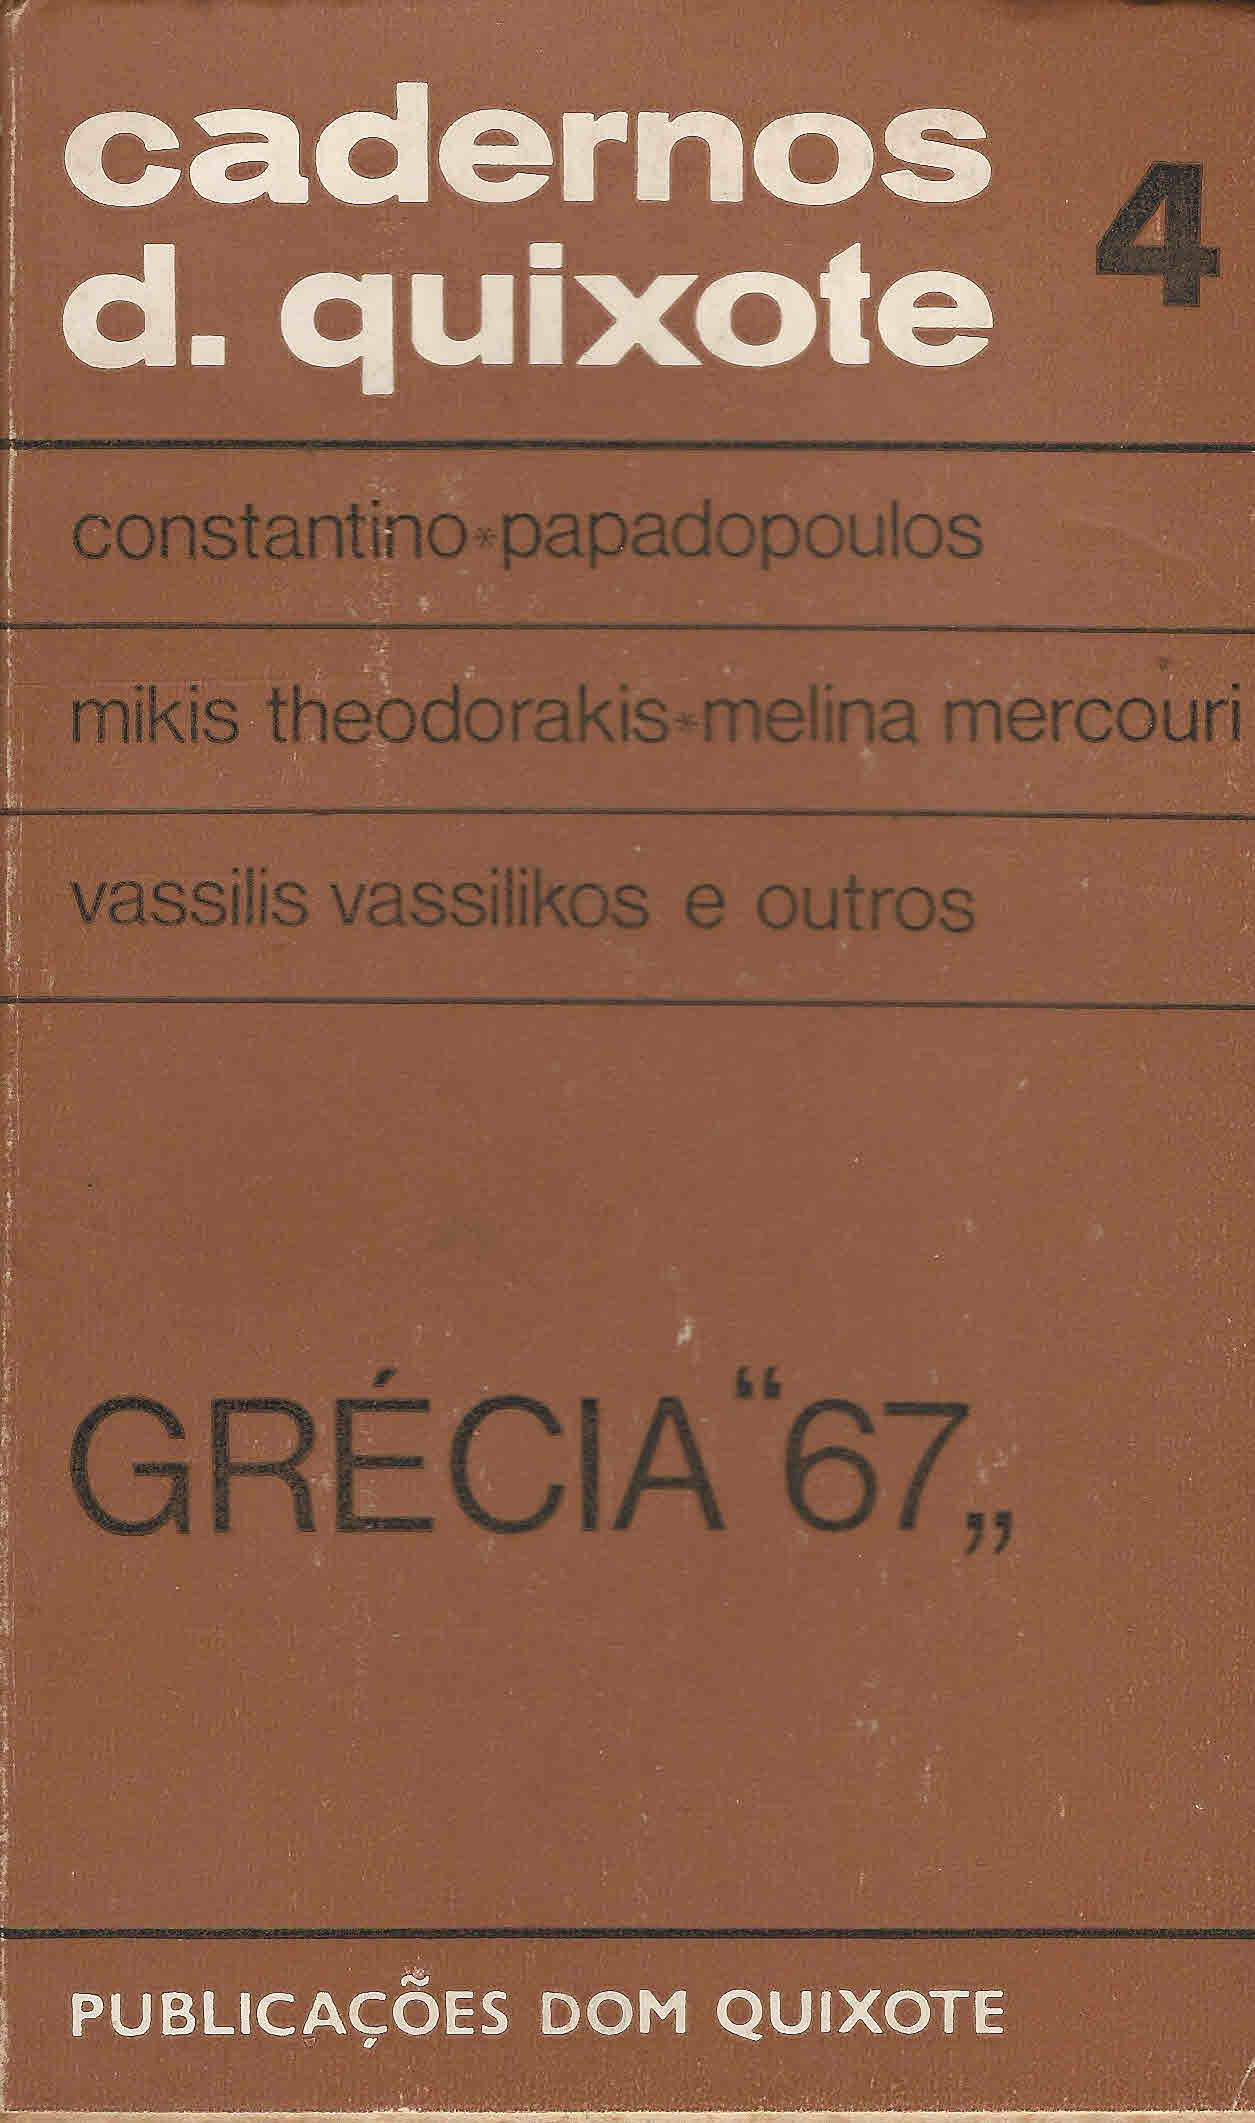 cadernos
d. quixote
4
constantino*papadopoulos
mikis theodorakis*melina mercouri
vassilis vassilikos e outros
GRÉCIA “67„
PUBLICAÇÕES DOM QUIXOTE